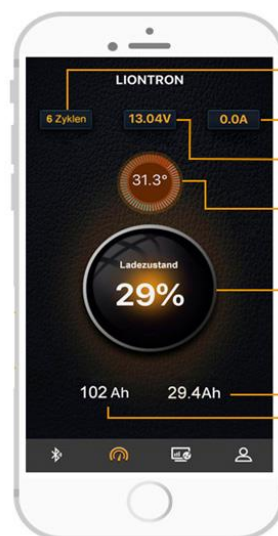 LIONTRON
6 Zyklen 13.04V 0.0A
31.3°
Ladezustand
29%
102 Ah 29.4Ah